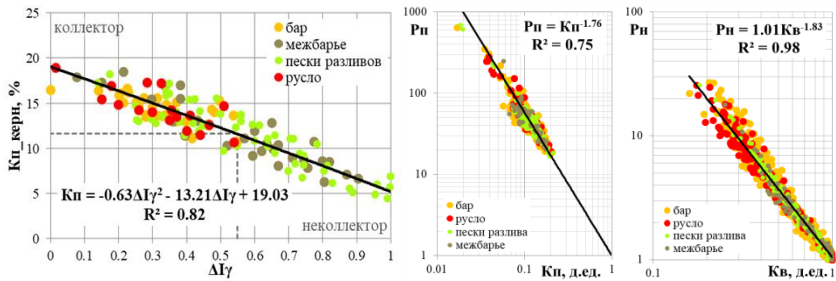 Кп_керн, %
25
20
15
10
5
0
коллектор
бар
межбарье
пески разливов
русло
Кп = -0.63ΔIγ² - 13.21ΔIγ + 19.03
R² = 0.82
неколлектор
0 0.1 0.2 0.3 0.4 0.5 0.6 0.7 0.8 0.9 1
ΔIγ
1000
Рп
Рп = Кп-1.76
R² = 0.75
100
10
бар
русло
пески разлива
межбарье
1
0.01 0.1 1
Кп, д.ед.
100
Рн
Рн = 1.01Кв-1.83
R² = 0.98
10
бар
русло
пески разлива
межбарье
1
0.1 1
Кв, д.ед.